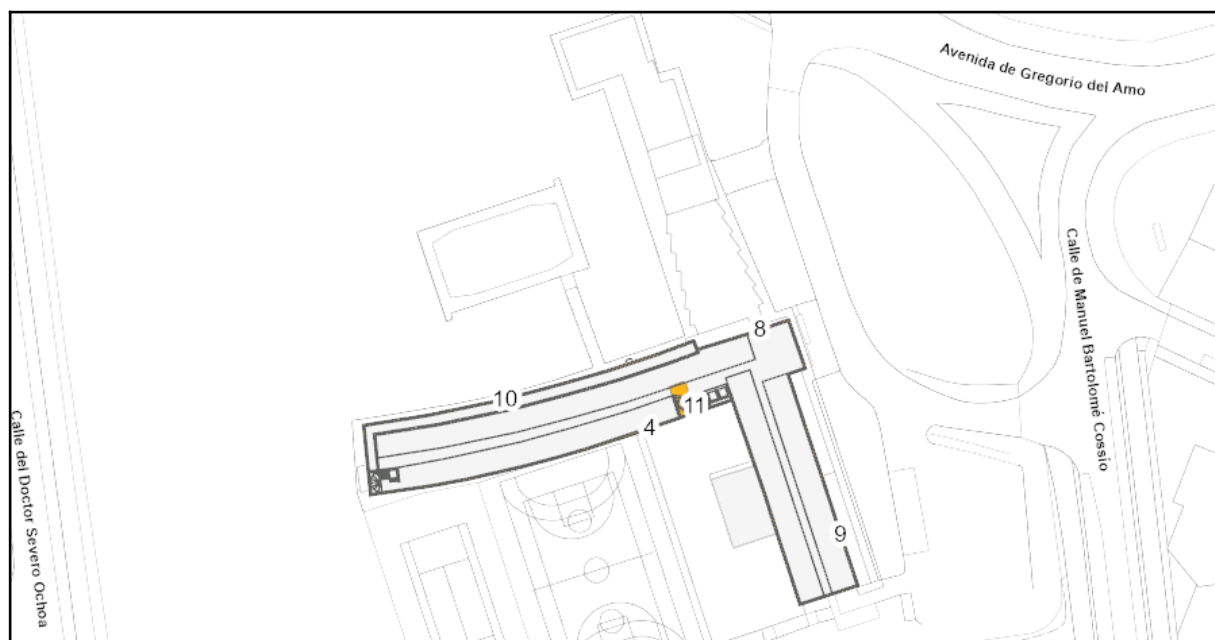 Avenida de Gregorio del Amo
Calle de Manuel Bartolomé Cossío
8
10
11
4
9
Calle del Doctor Severo Ochoa